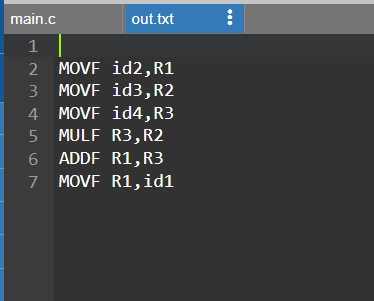 main.c out.txt
1
2 MOVF id2,R1
3 MOVF id3,R2
4 MOVF id4,R3
5 MULF R3,R2
6 ADDF R1,R3
7 MOVF R1,id1